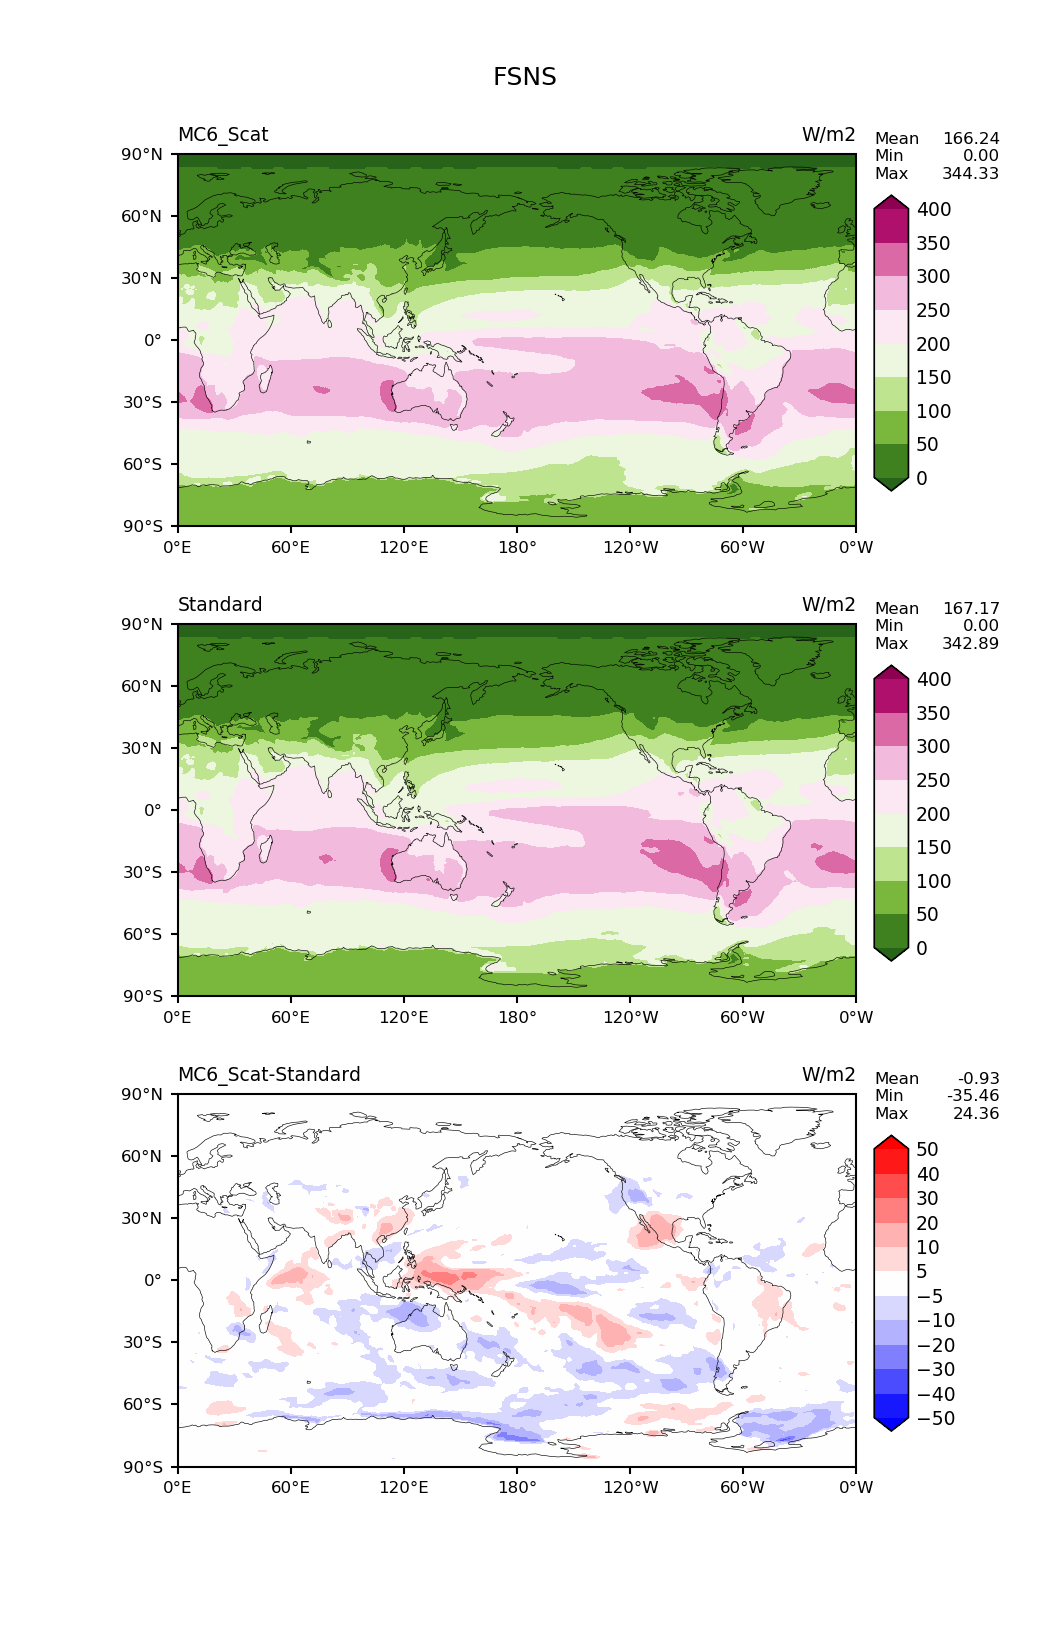 FSNS
MC6_Scat W/m2
Mean 166.24
Min 0.00
Max 344.33
90°N
60°N
30°N
0°
30°S
60°S
90°S
0°E 60°E 120°E 180° 120°W 60°W 0°W
400
350
300
250
200
150
100
50
0
Standard W/m2
Mean 167.17
Min 0.00
Max 342.89
90°N
60°N
30°N
0°
30°S
60°S
90°S
0°E 60°E 120°E 180° 120°W 60°W 0°W
400
350
300
250
200
150
100
50
0
MC6_Scat-Standard W/m2
Mean -0.93
Min -35.46
Max 24.36
90°N
60°N
30°N
0°
30°S
60°S
90°S
0°E 60°E 120°E 180° 120°W 60°W 0°W
50
40
30
20
10
5
−5
−10
−20
−30
−40
−50